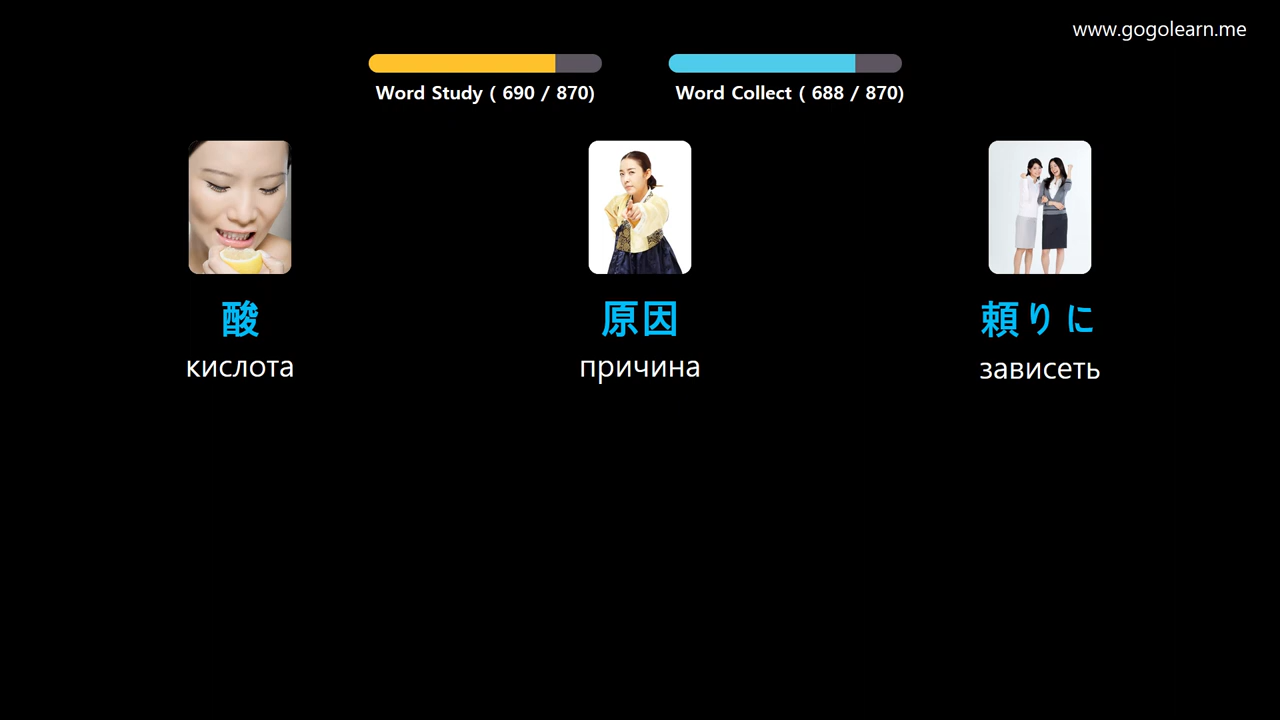 www.gogolearn.me
Word Study ( 690 / 870)
Word Collect ( 688 / 870)
酸
原因
頼りに
кислота
причина
зависеть